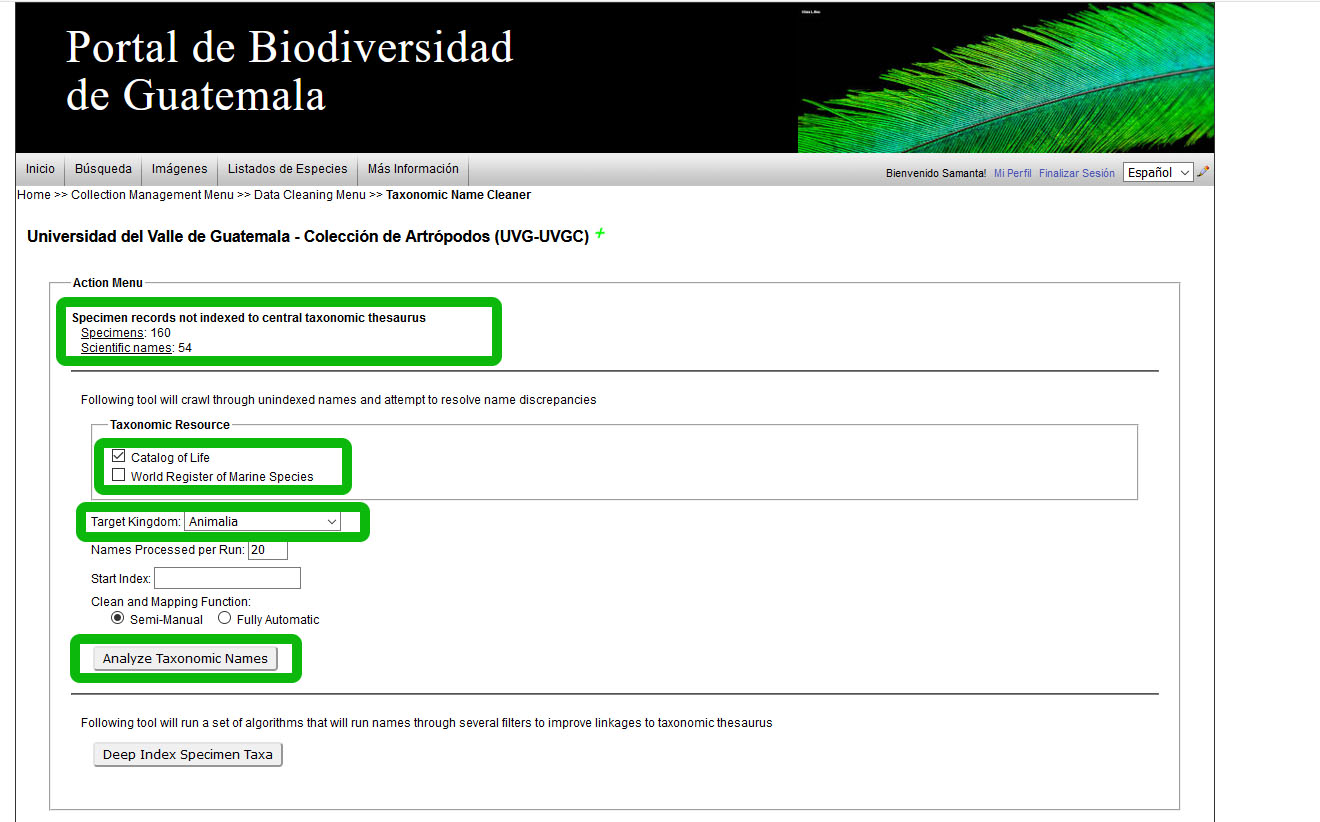 Portal de Biodiversidad
de Guatemala
Inicio Búsqueda Imágenes Listados de Especies Más Información
Bienvenido Samanta! Mi Perfil Finalizar Sesión Español
Home >> Collection Management Menu >> Data Cleaning Menu >> Taxonomic Name Cleaner
Universidad del Valle de Guatemala - Colección de Artrópodos (UVG-UVGC) +
Action Menu
Specimen records not indexed to central taxonomic thesaurus
Specimens: 160
Scientific names: 54
Following tool will crawl through unindexed names and attempt to resolve name discrepancies
Taxonomic Resource
Catalog of Life
World Register of Marine Species
Target Kingdom: Animalia
Names Processed per Run: 20
Start Index:
Clean and Mapping Function:
Semi-Manual Fully Automatic
Analyze Taxonomic Names
Following tool will run a set of algorithms that will run names through several filters to improve linkages to taxonomic thesaurus
Deep Index Specimen Taxa